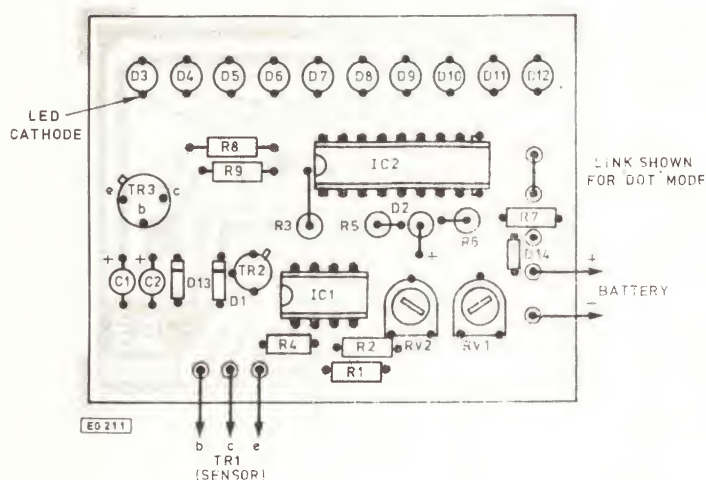 D3 D4 D5 D6 D7 D8 D9 D10 D11 D12
LED
CATHODE
R8
R9
IC2
LINK SHOWN
FOR 'DOT' MODE
e TR3 c
b
R3
R5
D2
+
R6
R7
D14
+
BATTERY
−
+ C1
+ C2
D13
D1
TR2
IC1
RV2
RV1
R4
R2
R1
EG211
b c e
TR1
(SENSOR)